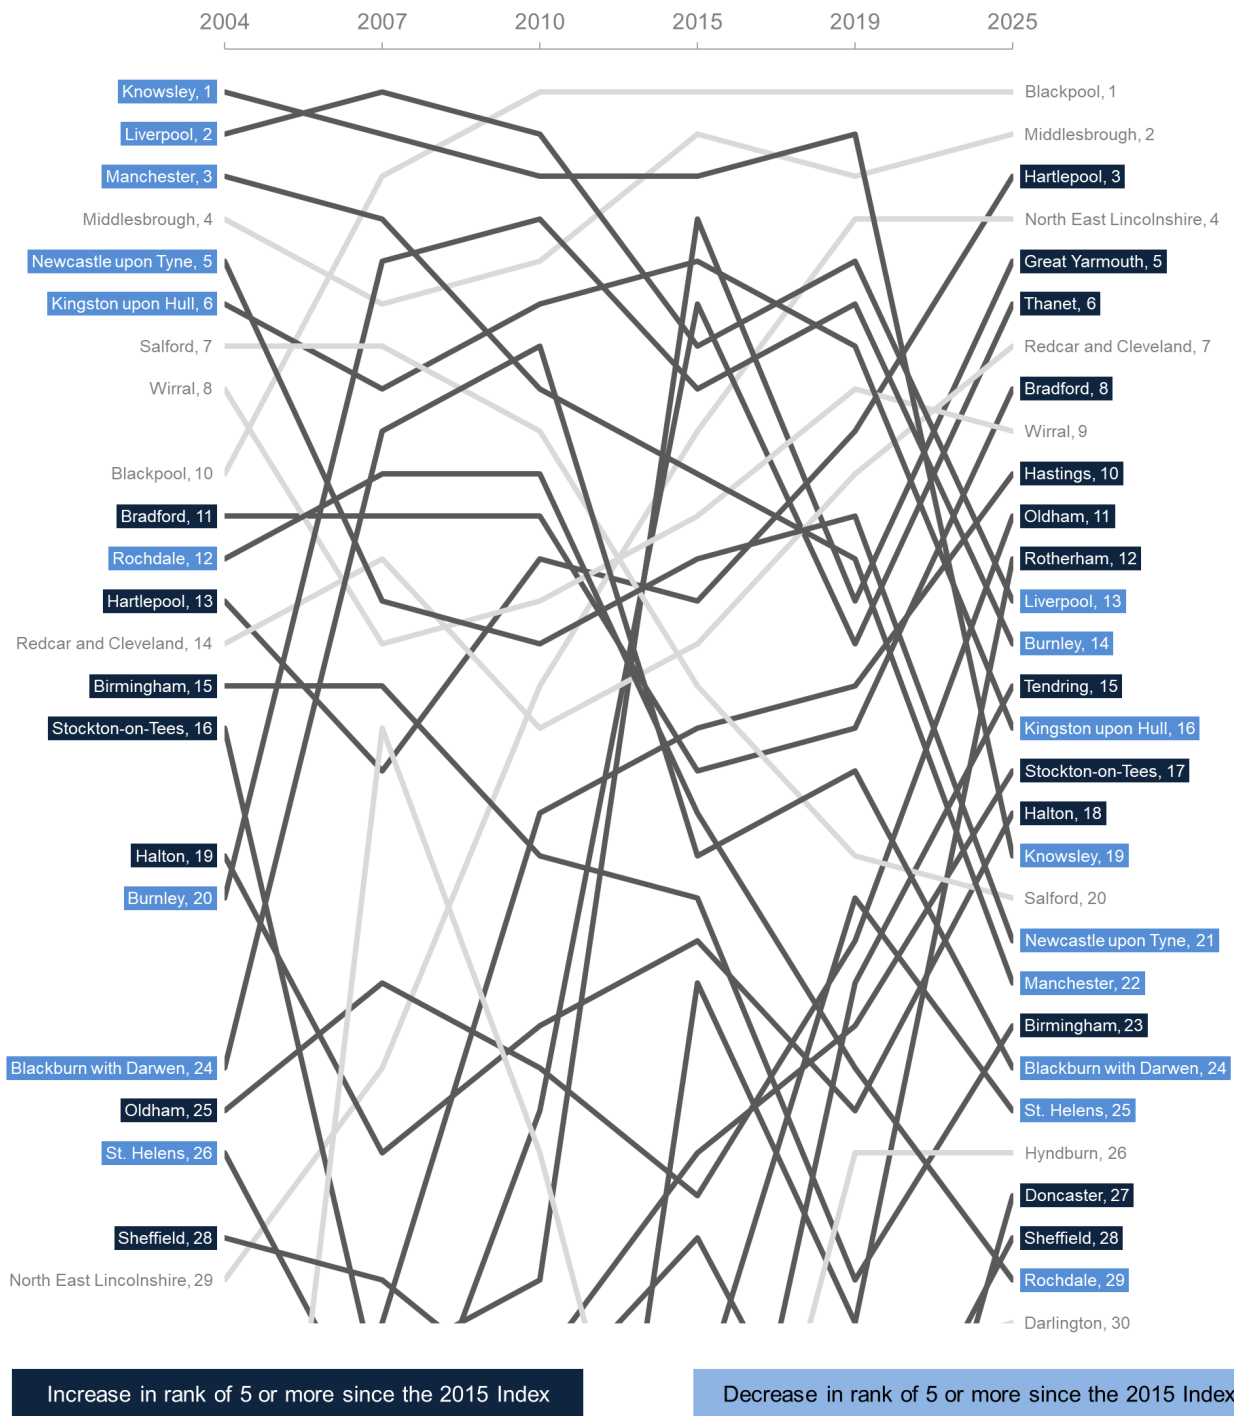 2004 2007 2010 2015 2019 2025
Knowsley, 1
Liverpool, 2
Manchester, 3
Middlesbrough, 4
Newcastle upon Tyne, 5
Kingston upon Hull, 6
Salford, 7
Wirral, 8
Blackpool, 10
Bradford, 11
Rochdale, 12
Hartlepool, 13
Redcar and Cleveland, 14
Birmingham, 15
Stockton-on-Tees, 16
Halton, 19
Burnley, 20
Blackburn with Darwen, 24
Oldham, 25
St. Helens, 26
Sheffield, 28
North East Lincolnshire, 29
Blackpool, 1
Middlesbrough, 2
Hartlepool, 3
North East Lincolnshire, 4
Great Yarmouth, 5
Thanet, 6
Redcar and Cleveland, 7
Bradford, 8
Wirral, 9
Hastings, 10
Oldham, 11
Rotherham, 12
Liverpool, 13
Burnley, 14
Tendring, 15
Kingston upon Hull, 16
Stockton-on-Tees, 17
Halton, 18
Knowsley, 19
Salford, 20
Newcastle upon Tyne, 21
Manchester, 22
Birmingham, 23
Blackburn with Darwen, 24
St. Helens, 25
Hyndburn, 26
Doncaster, 27
Sheffield, 28
Rochdale, 29
Darlington, 30
Increase in rank of 5 or more since the 2015 Index
Decrease in rank of 5 or more since the 2015 Index